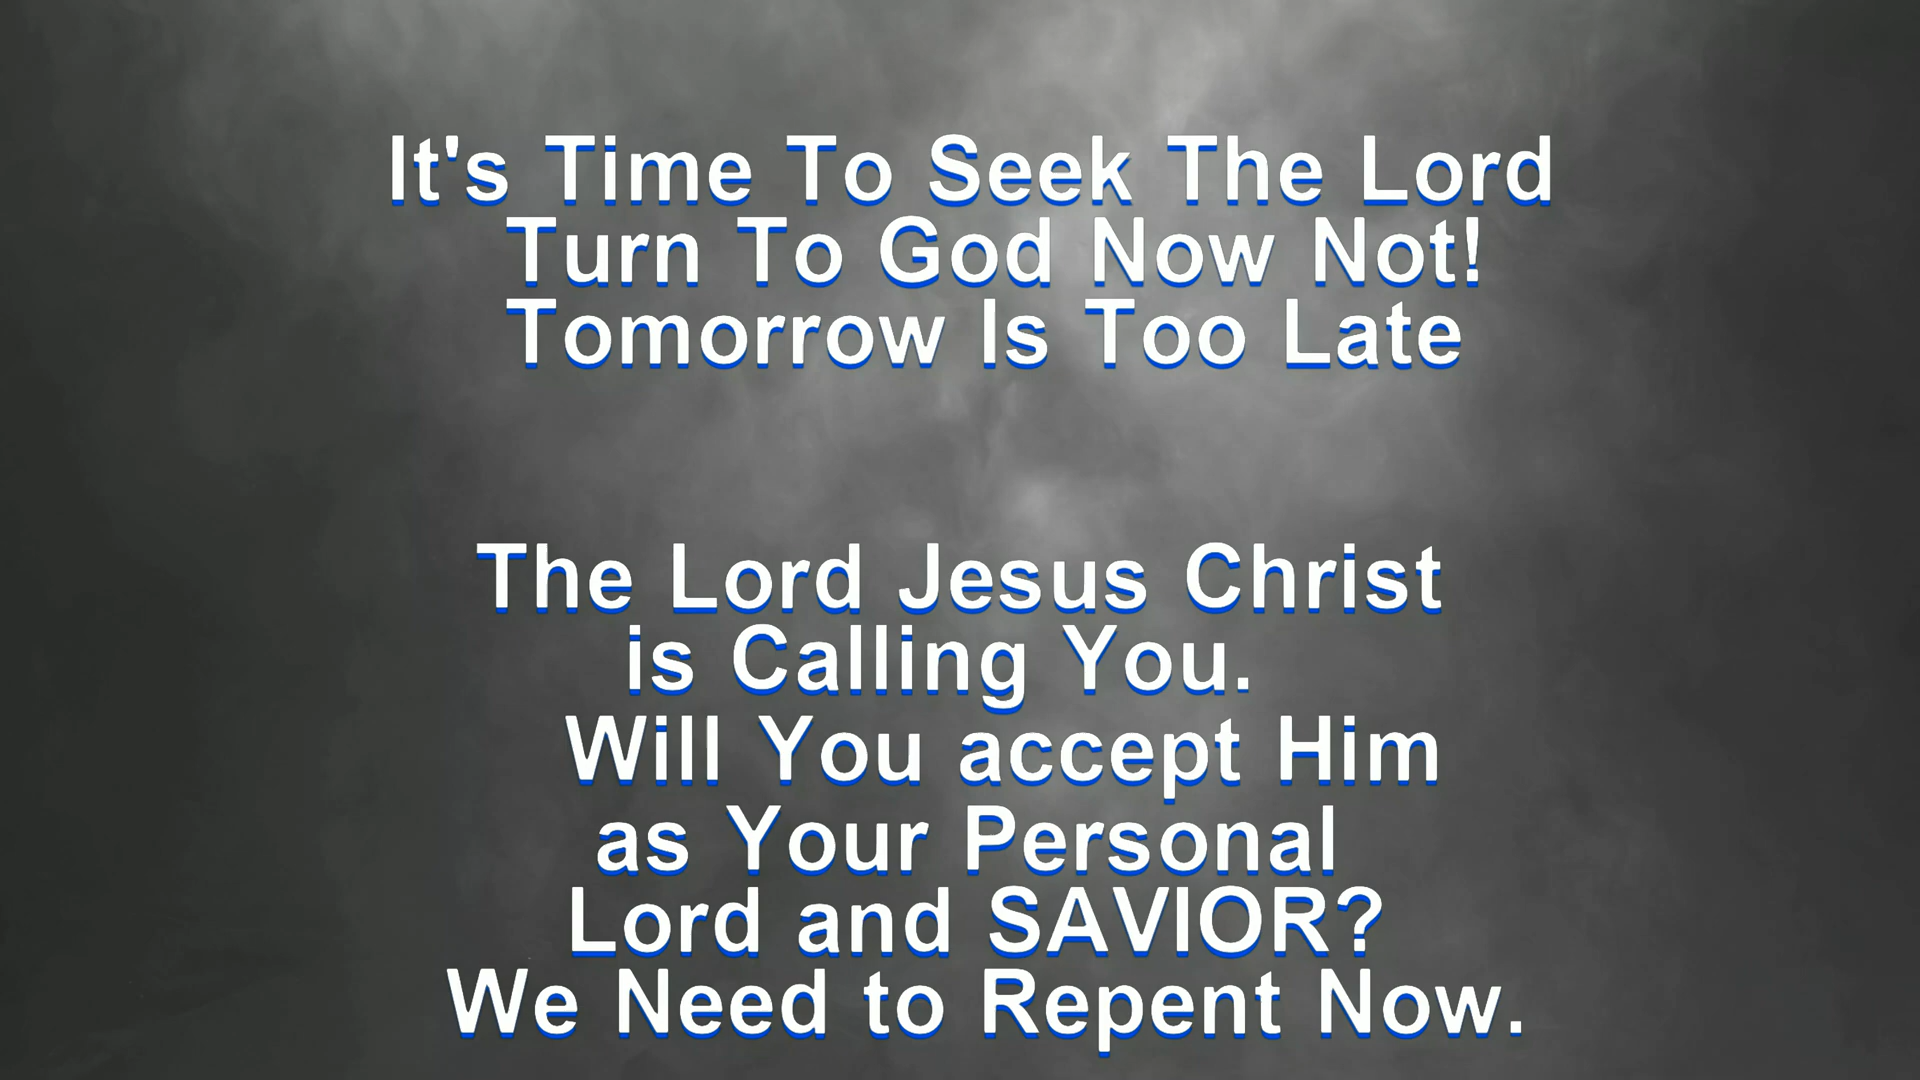 It's Time To Seek The Lord
Turn To God Now Not!
Tomorrow Is Too Late
The Lord Jesus Christ
is Calling You.
Will You accept Him
as Your Personal
Lord and SAVIOR?
We Need to Repent Now.